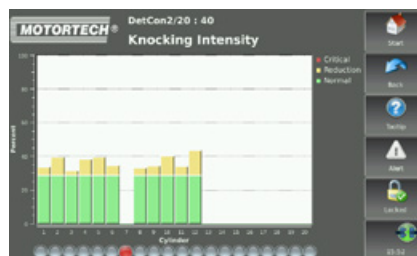 MOTORTECH®
DetCon2/20 : 40
Knocking Intensity
Critical
Reduction
Normal
Percent
100
80
60
40
20
0
1 2 3 4 5 6 7 8 9 10 11 12 13 14 15 16 17 18 19 20
Cylinder
Start
Back
Tooltip
Alert
Locked
15:52